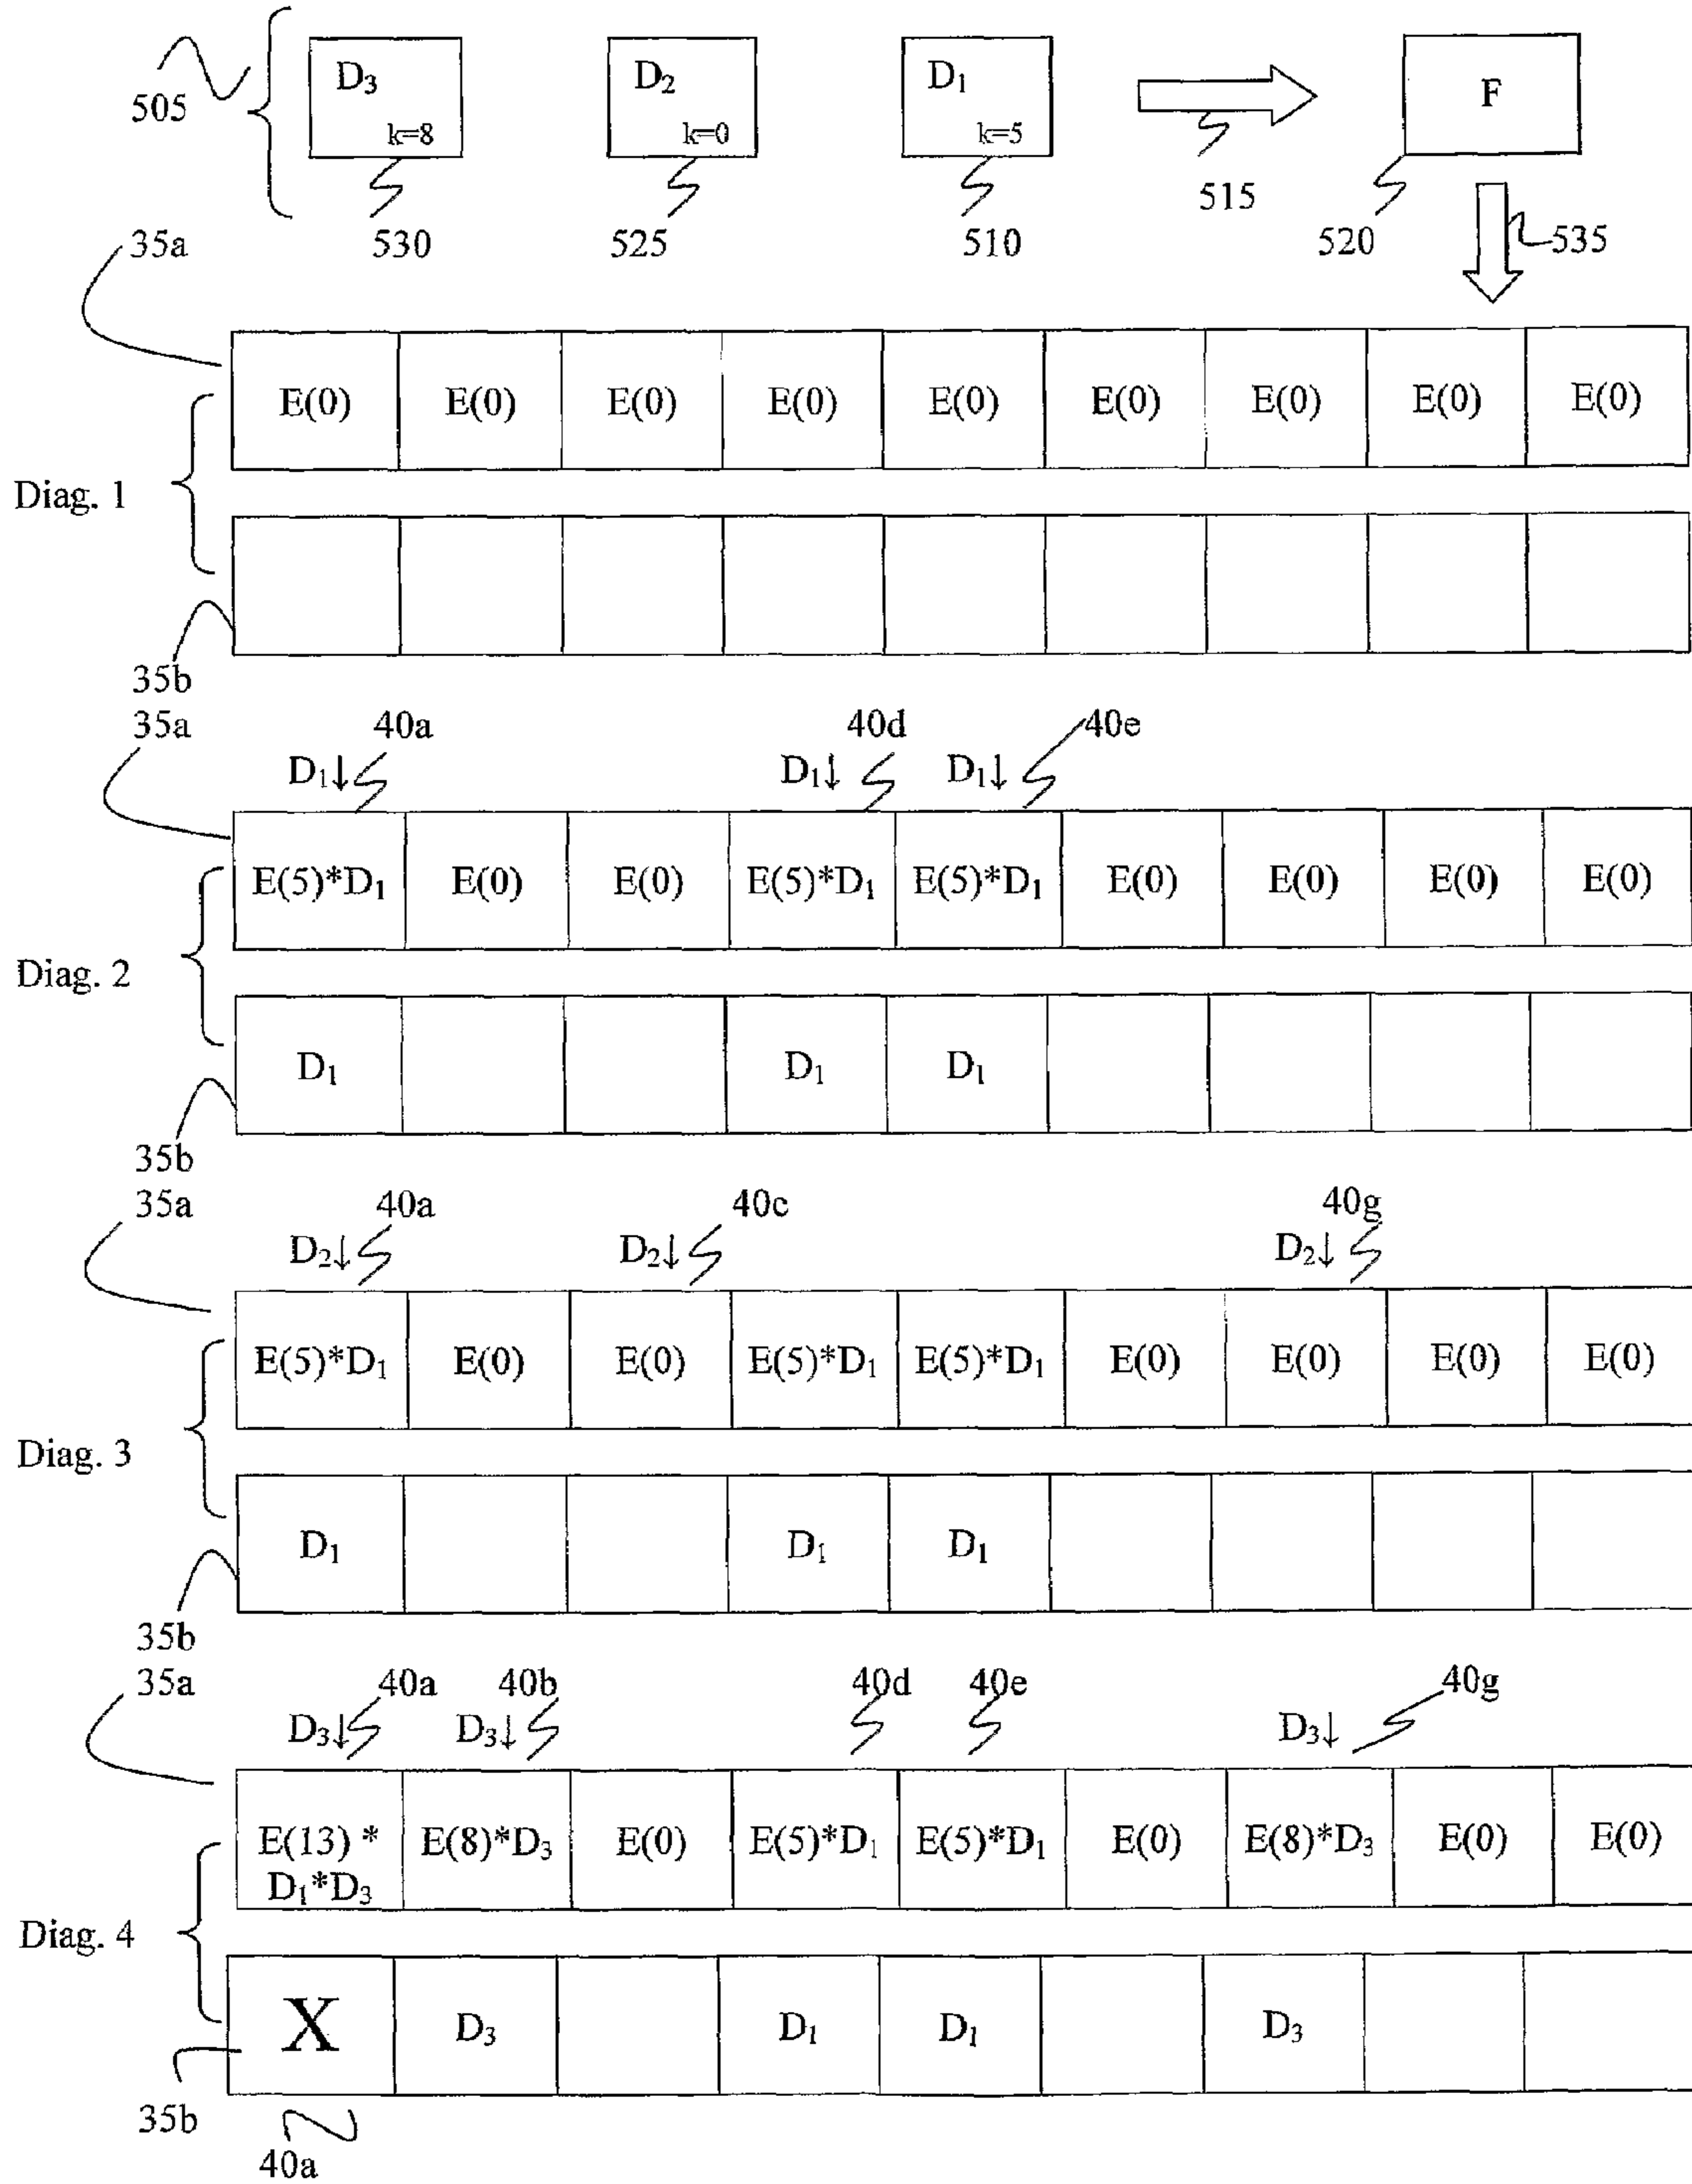 505
D₃
k=8
D₂
k=0
D₁
k=5
F
530
525
510
515
520
535
35a
E(0) E(0) E(0) E(0) E(0) E(0) E(0) E(0) E(0)
Diag. 1
35b
35a 40a 40d 40e
D₁↓ D₁↓ D₁↓
E(5)*D₁ E(0) E(0) E(5)*D₁ E(5)*D₁ E(0) E(0) E(0) E(0)
Diag. 2
D₁ D₁ D₁
35b
35a 40a 40c 40g
D₂↓ D₂↓ D₂↓
E(5)*D₁ E(0) E(0) E(5)*D₁ E(5)*D₁ E(0) E(0) E(0) E(0)
Diag. 3
D₁ D₁ D₁
35b
35a 40a 40b 40d 40e 40g
D₃↓ D₃↓ D₃↓
E(13) * E(8)*D₃ E(0) E(5)*D₁ E(5)*D₁ E(0) E(8)*D₃ E(0) E(0)
D₁*D₃
Diag. 4
X D₃ D₁ D₁ D₃
35b
40a